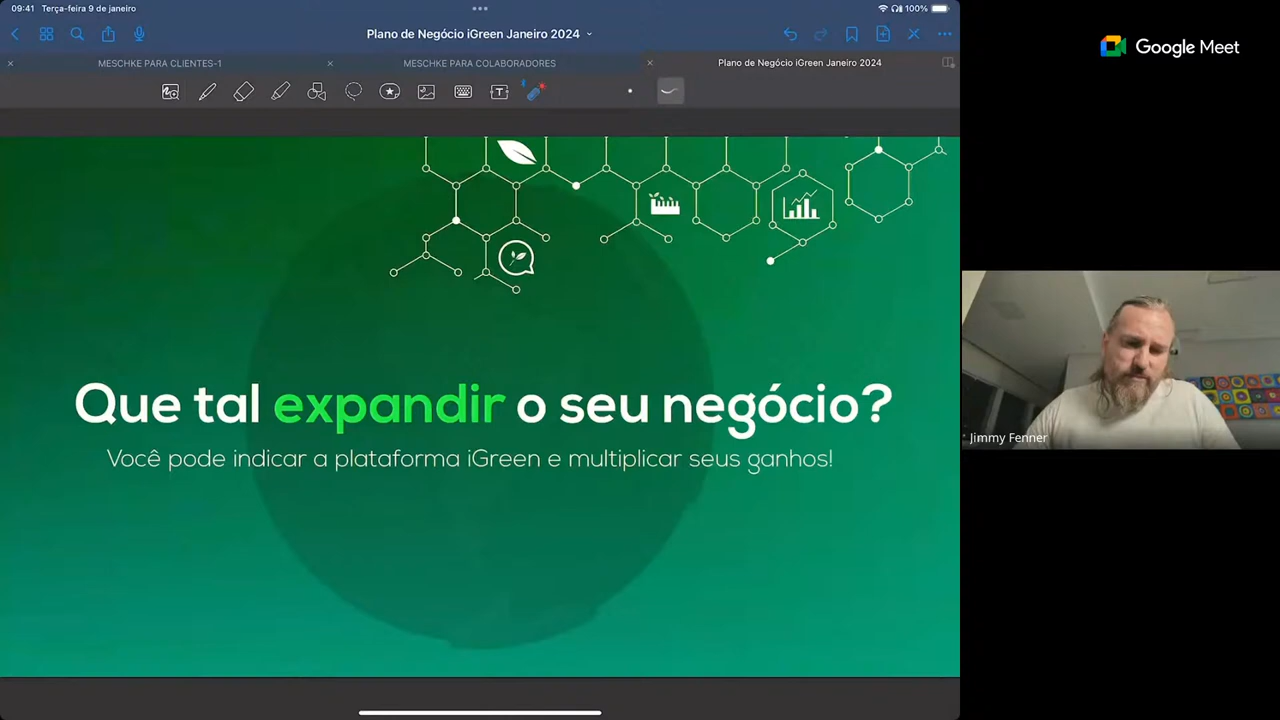 09:41 Terça-feira 9 de janeiro
100%
Plano de Negócio iGreen Janeiro 2024
MESCHKE PARA CLIENTES-1
MESCHKE PARA COLABORADORES
Plano de Negócio iGreen Janeiro 2024
T
Google Meet
Que tal expandir o seu negócio?
Você pode indicar a plataforma iGreen e multiplicar seus ganhos!
Jimmy Fenner